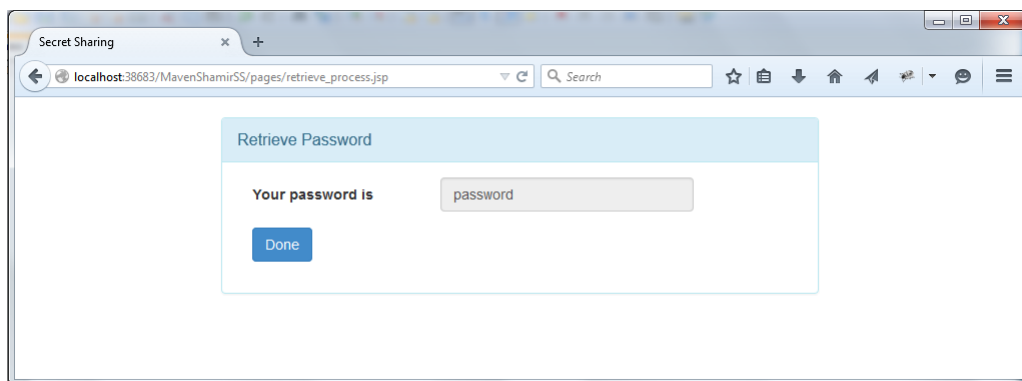 Secret Sharing
localhost:38683/MavenShamirSS/pages/retrieve_process.jsp
Search
Retrieve Password
Your password is
password
Done